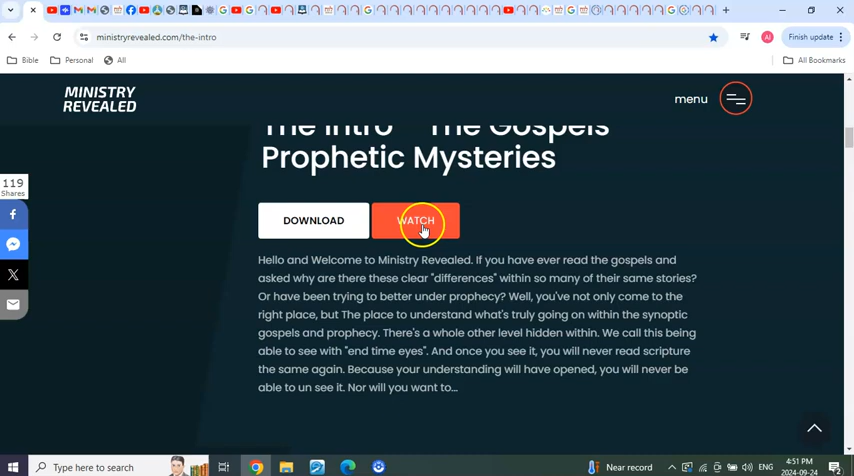 ministryrevealed.com/the-intro
AI
Finish update
Bible
Personal
All
All Bookmarks
MINISTRY
REVEALED
menu
The Intro – The Gospels
Prophetic Mysteries
119
Shares
DOWNLOAD
WATCH
Hello and Welcome to Ministry Revealed. If you have ever read the gospels and
asked why are there these clear "differences" within so many of their same stories?
Or have been trying to better under prophecy? Well, you've not only come to the
right place, but The place to understand what's truly going on within the synoptic
gospels and prophecy. There's a whole other level hidden within. We call this being
able to see with "end time eyes". And once you see it, you will never read scripture
the same again. Because your understanding will have opened, you will never be
able to un see it. Nor will you want to...
Type here to search
Near record
ENG
4:51 PM
2024-09-24
2